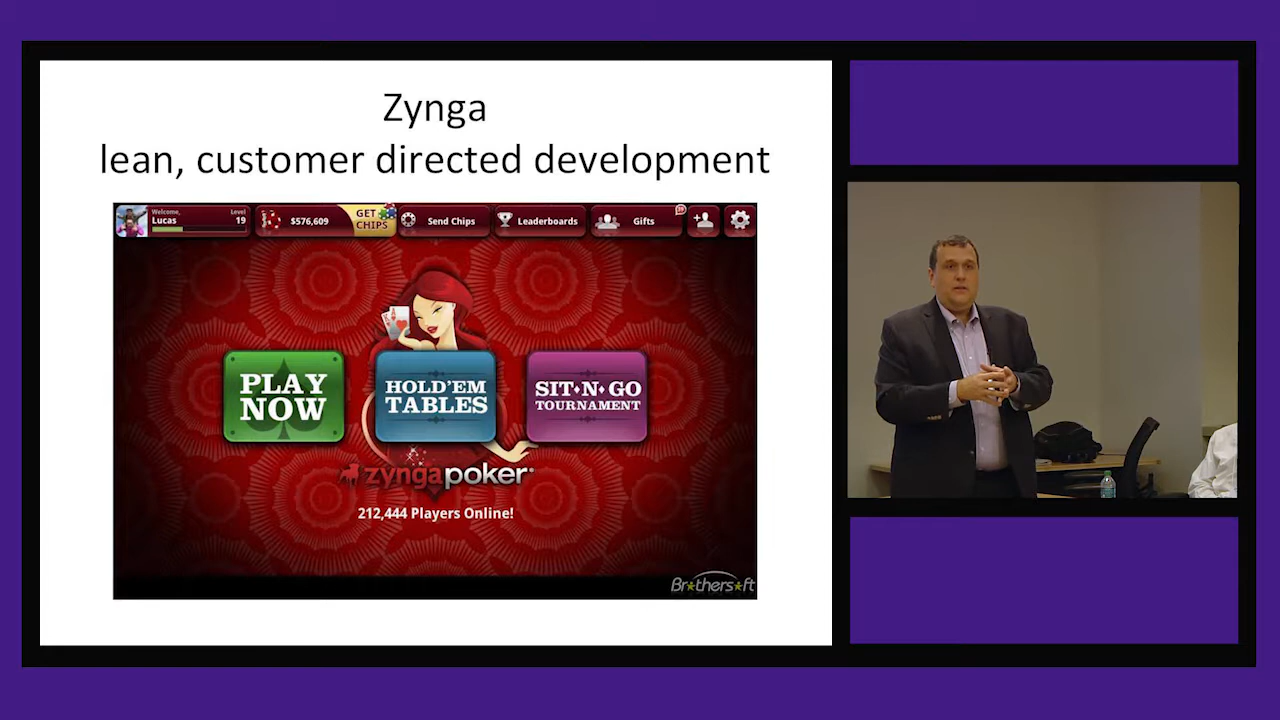 Zynga
lean, customer directed development
Welcome,
Lucas
Level
19
$576,609
GET
CHIPS
Send Chips
Leaderboards
Gifts
PLAY
NOW
HOLD'EM
TABLES
SIT♦N♦GO
TOURNAMENT
zyngapoker®
212,444 Players Online!
Brothersoft